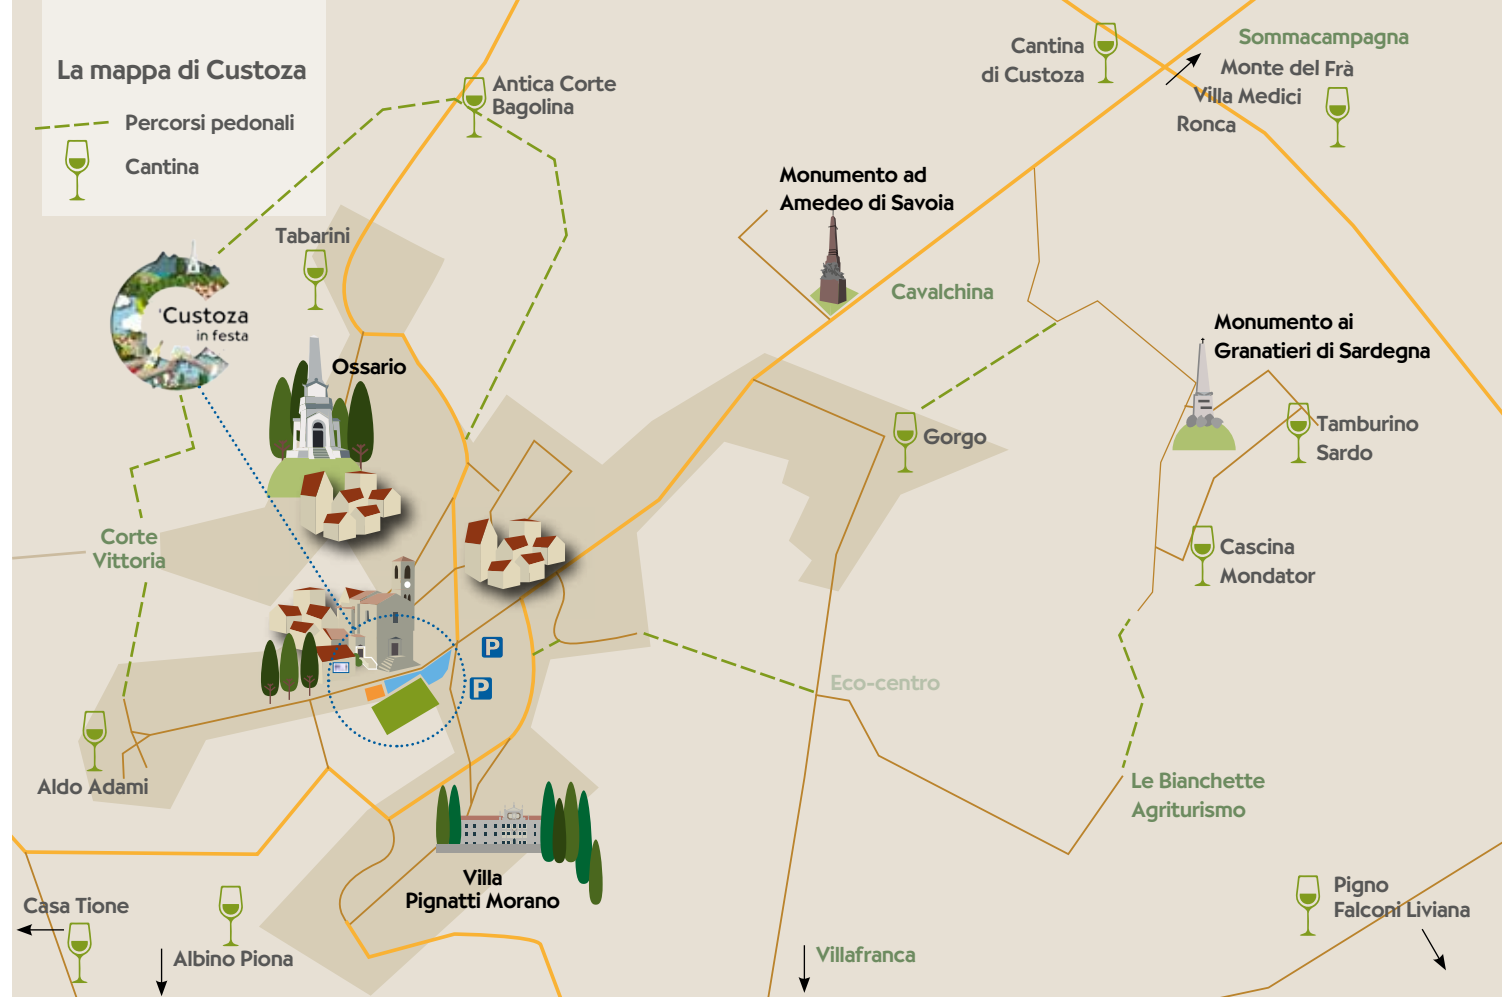 La mappa di Custoza
Percorsi pedonali
Cantina
Antica Corte
Bagolina
Cantina
di Custoza
Sommacampagna
Monte del Frà
Villa Medici
Ronca
Monumento ad
Amedeo di Savoia
Tabarini
Cavalchina
'Custoza
in festa
Ossario
Monumento ai
Granatieri di Sardegna
Gorgo
Tamburino
Sardo
Corte
Vittoria
Cascina
Mondator
P
P
Eco-centro
Aldo Adami
Le Bianchette
Agriturismo
Villa
Pignatti Morano
Casa Tione
Albino Piona
Villafranca
Pigno
Falconi Liviana